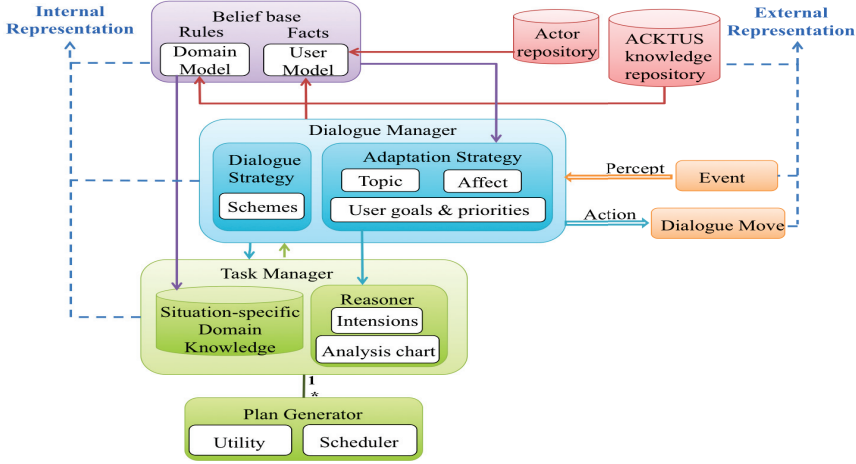 Internal
Representation
Belief base
Rules
Facts
Domain
Model
User
Model
Actor
repository
ACKTUS
knowledge
repository
External
Representation
Dialogue Manager
Dialogue
Strategy
Schemes
Adaptation Strategy
Topic
Affect
User goals & priorities
Percept
Event
Action
Dialogue Move
Task Manager
Situation-specific
Domain
Knowledge
Reasoner
Intensions
Analysis chart
1
*
Plan Generator
Utility
Scheduler